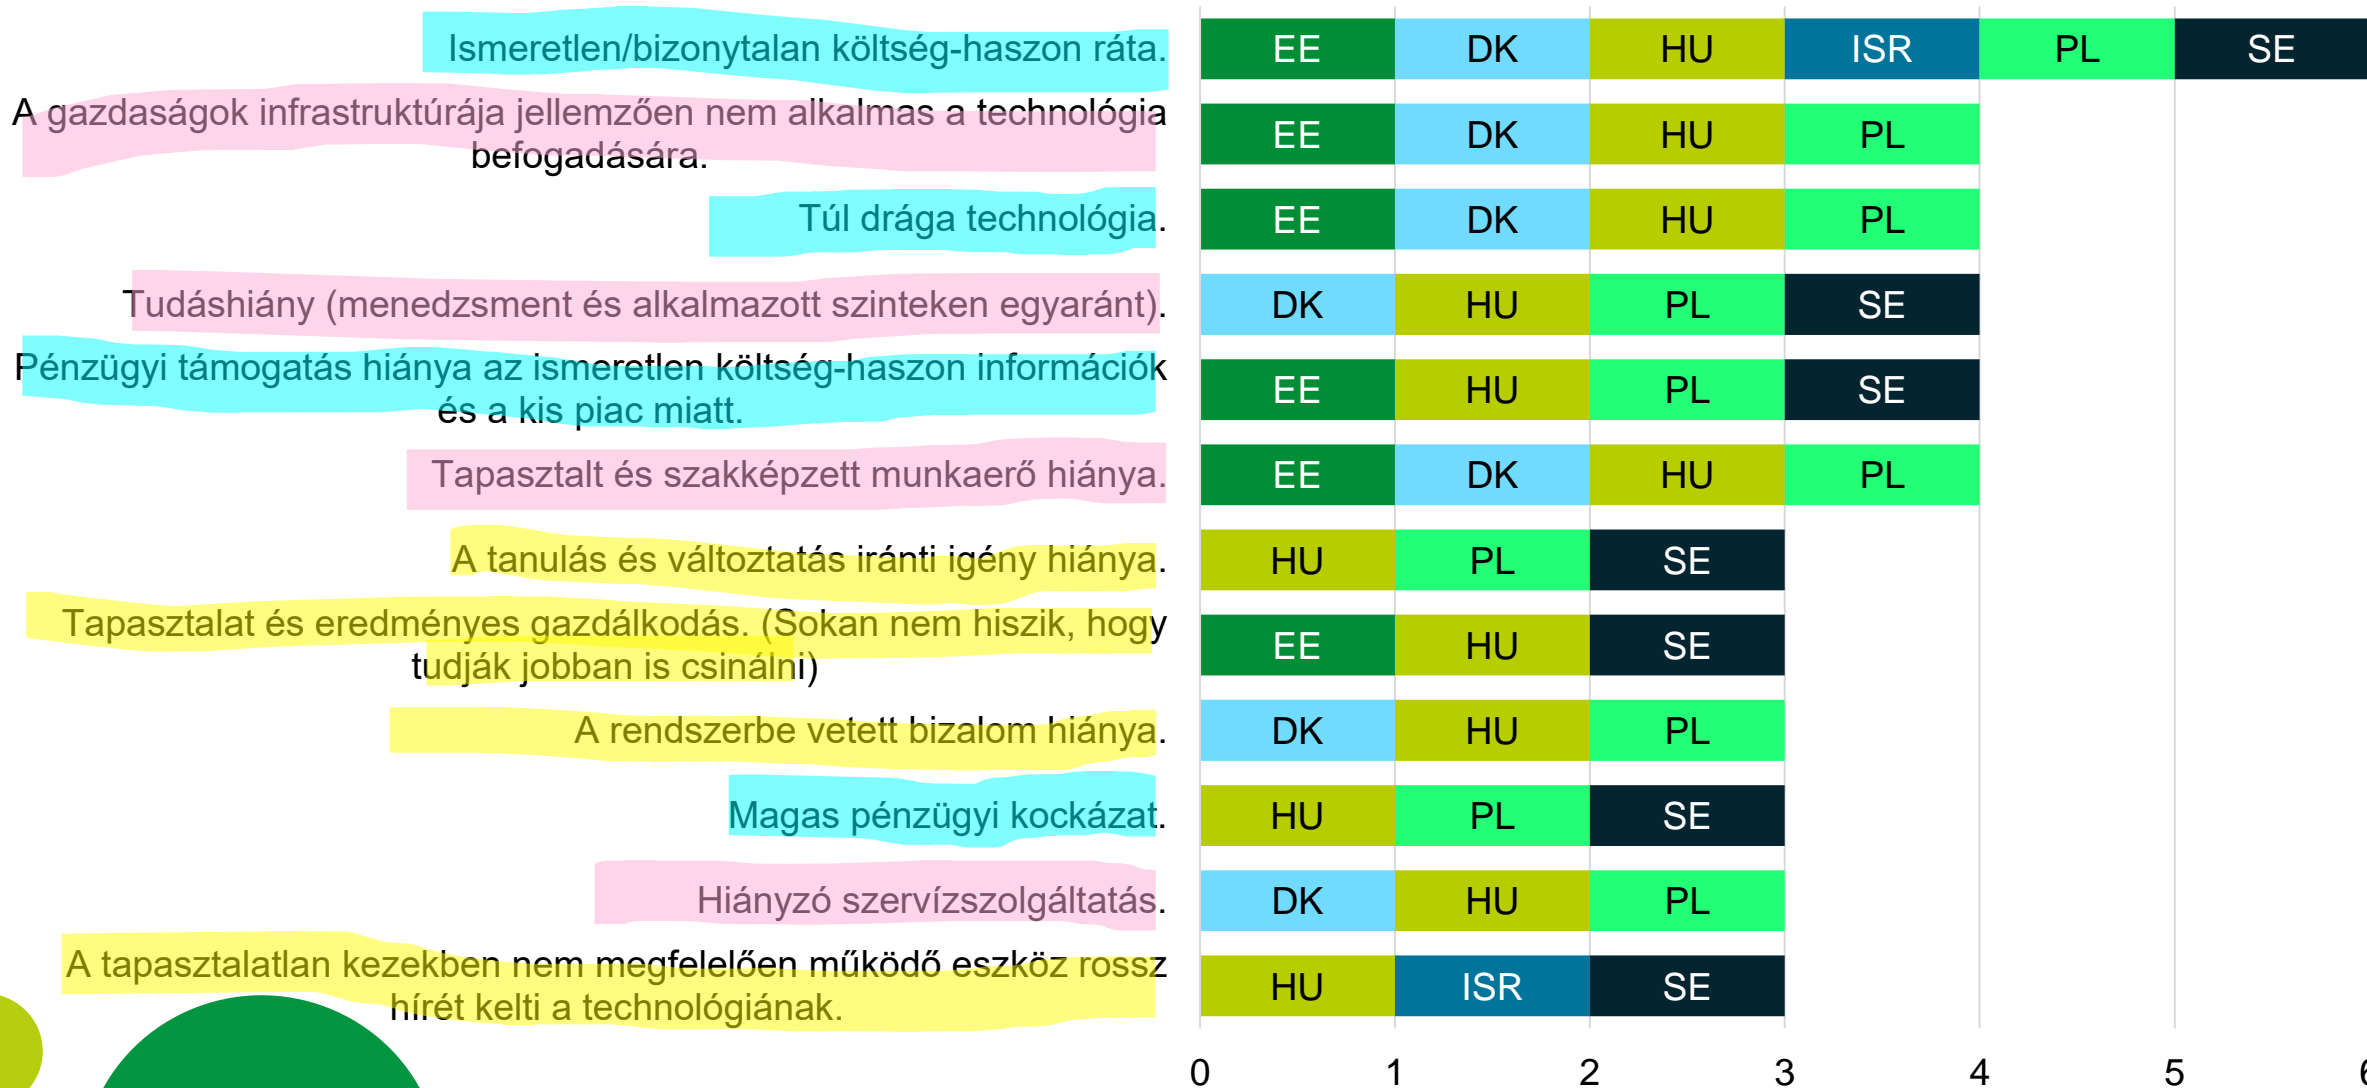 Ismeretlen/bizonytalan költség-haszon ráta.
EE DK HU ISR PL SE
A gazdaságok infrastruktúrája jellemzően nem alkalmas a technológia
befogadására.
EE DK HU PL
Túl drága technológia.
EE DK HU PL
Tudáshiány (menedzsment és alkalmazott szinteken egyaránt).
DK HU PL SE
Pénzügyi támogatás hiánya az ismeretlen költség-haszon információk
és a kis piac miatt.
EE HU PL SE
Tapasztalt és szakképzett munkaerő hiánya.
EE DK HU PL
A tanulás és változtatás iránti igény hiánya.
HU PL SE
Tapasztalat és eredményes gazdálkodás. (Sokan nem hiszik, hogy
tudják jobban is csinálni)
EE HU SE
A rendszerbe vetett bizalom hiánya.
DK HU PL
Magas pénzügyi kockázat.
HU PL SE
Hiányzó szervízszolgáltatás.
DK HU PL
A tapasztalatlan kezekben nem megfelelően működő eszköz rossz
hírét kelti a technológiának.
HU ISR SE
0 1 2 3 4 5 6